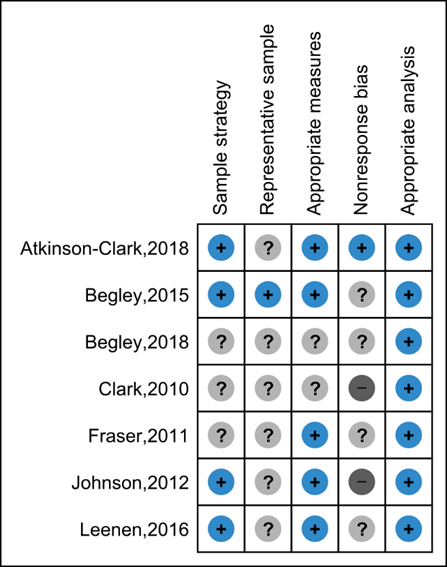 Sample strategy
Representative sample
Appropriate measures
Nonresponse bias
Appropriate analysis
Atkinson-Clark,2018 + ? + + +
Begley,2015 + + + ? +
Begley,2018 ? ? ? ? +
Clark,2010 ? ? ? − +
Fraser,2011 ? ? + ? +
Johnson,2012 + ? + − +
Leenen,2016 + ? + ? +